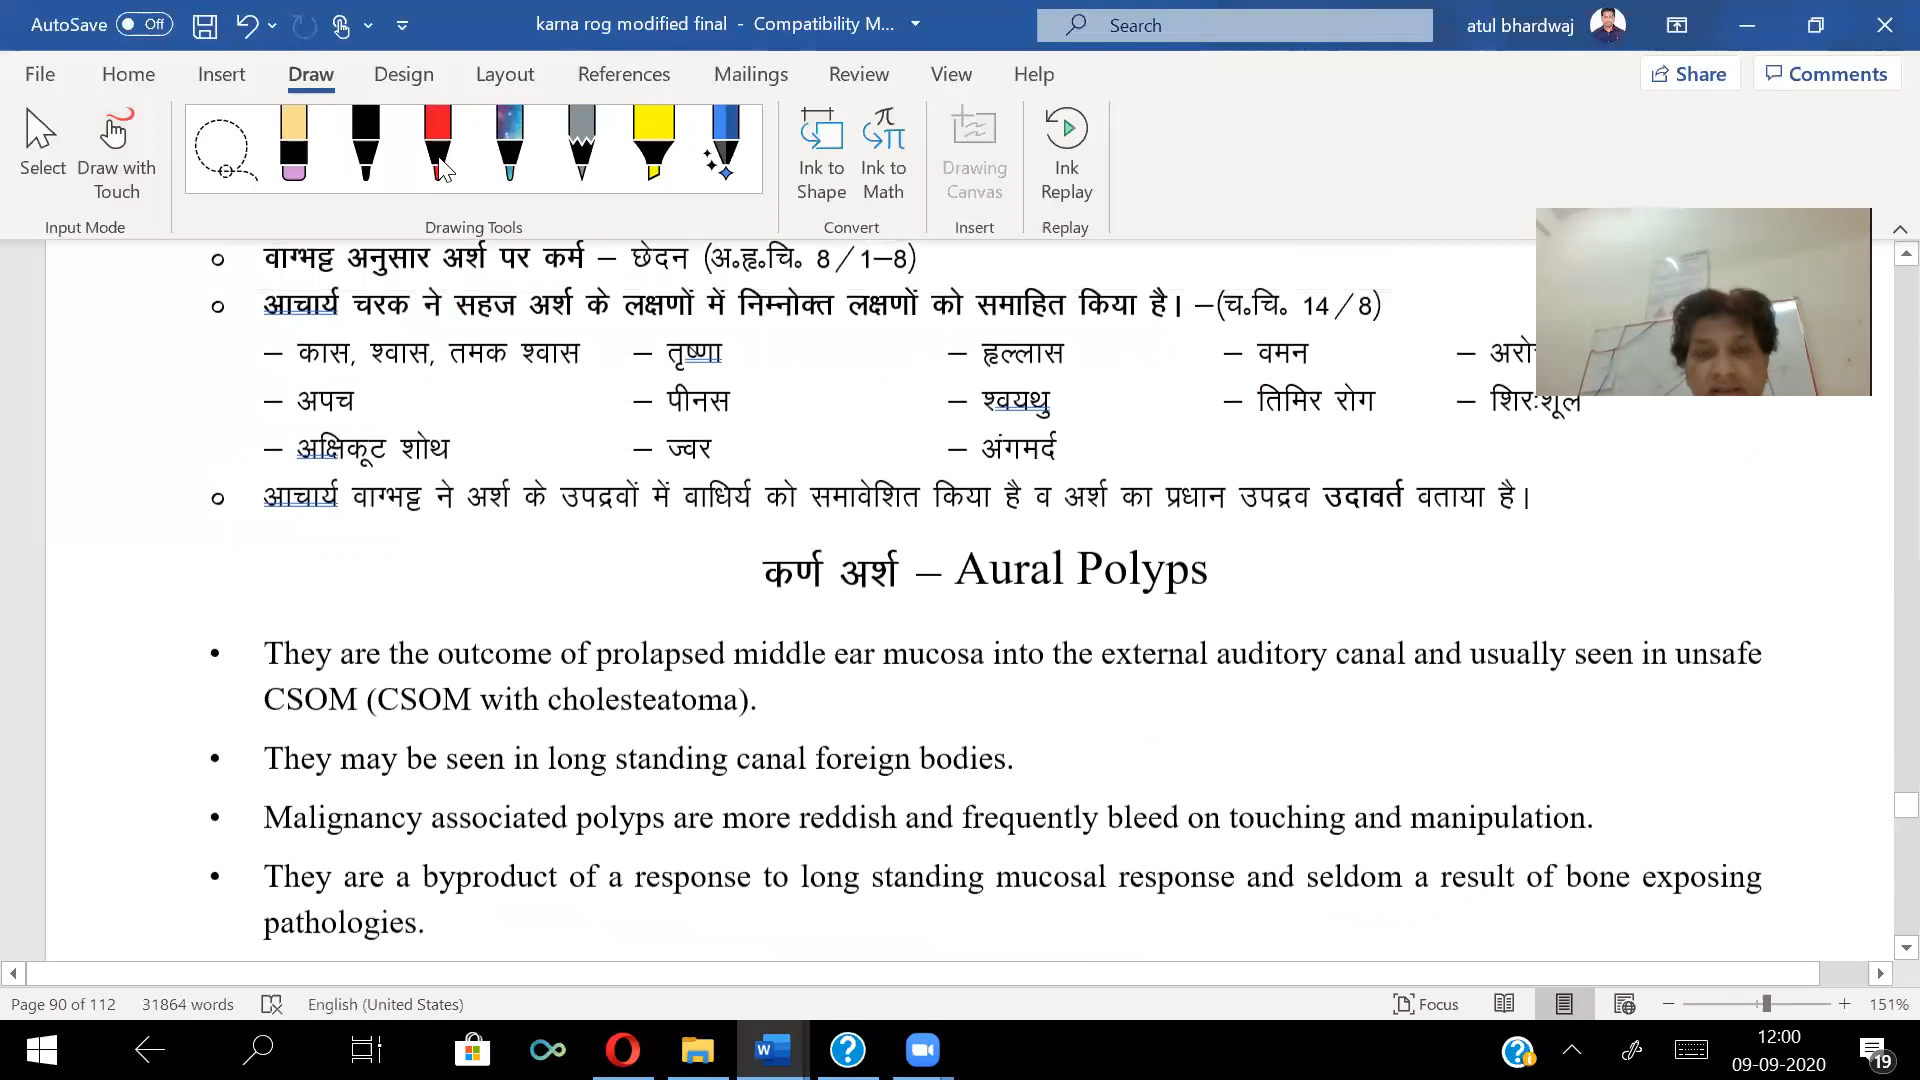 AutoSave Off karna rog modified final - Compatibility M... Search atul bhardwaj
File Home Insert Draw Design Layout References Mailings Review View Help Share Comments
Select Draw with Touch Ink to Shape Ink to Math Drawing Canvas Ink Replay
Input Mode Drawing Tools Convert Insert Replay
o वाग्भट्ट अनुसार अर्श पर कर्म – छेदन (अ॰हृ॰चि॰ 8/1–8)
o आचार्य चरक ने सहज अर्श के लक्षणों में निम्नोक्त लक्षणों को समाहित किया है। –(च॰चि॰ 14/8)
– कास, श्वास, तमक श्वास – तृष्णा – हृल्लास – वमन –
– अपच – पीनस – श्वयथु – तिमिर रोग – शिरःशूल
– अक्षिकूट शोथ – ज्वर – अंगमर्द
o आचार्य वाग्भट्ट ने अर्श के उपद्रवों में वाधिर्य को समावेशित किया है व अर्श का प्रधान उपद्रव उदावर्त बताया है।
कर्ण अर्श – Aural Polyps
• They are the outcome of prolapsed middle ear mucosa into the external auditory canal and usually seen in unsafe
CSOM (CSOM with cholesteatoma).
• They may be seen in long standing canal foreign bodies.
• Malignancy associated polyps are more reddish and frequently bleed on touching and manipulation.
• They are a byproduct of a response to long standing mucosal response and seldom a result of bone exposing
pathologies.
Page 90 of 112 31864 words English (United States) Focus 151%
12:00
09-09-2020 19